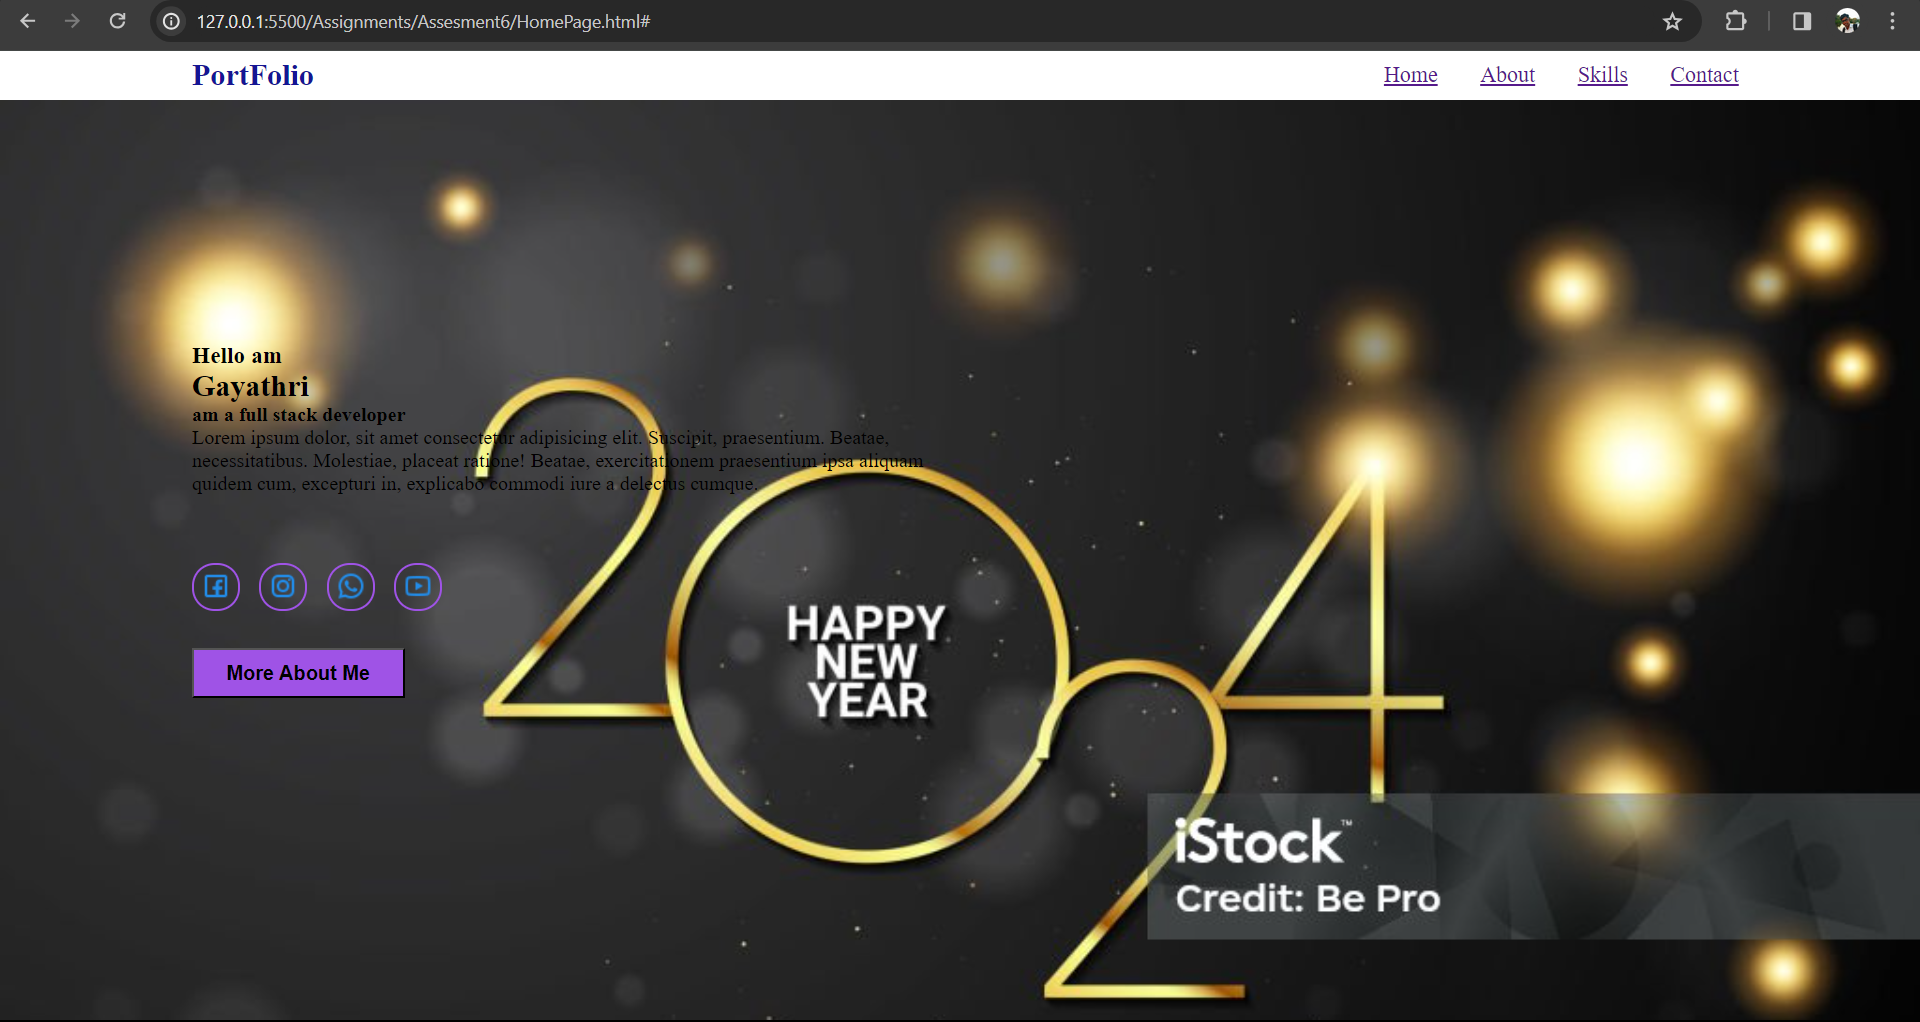 127.0.0.1:5500/Assignments/Assesment6/HomePage.html#
PortFolio
Home About Skills Contact
Hello am
Gayathri
am a full stack developer
Lorem ipsum dolor, sit amet consectetur adipisicing elit. Suscipit, praesentium. Beatae,
necessitatibus. Molestiae, placeat ratione! Beatae, exercitationem praesentium ipsa aliquam
quidem cum, excepturi in, explicabo commodi iure a delectus cumque.
More About Me
2024
HAPPY
NEW
YEAR
iStock™
Credit: Be Pro